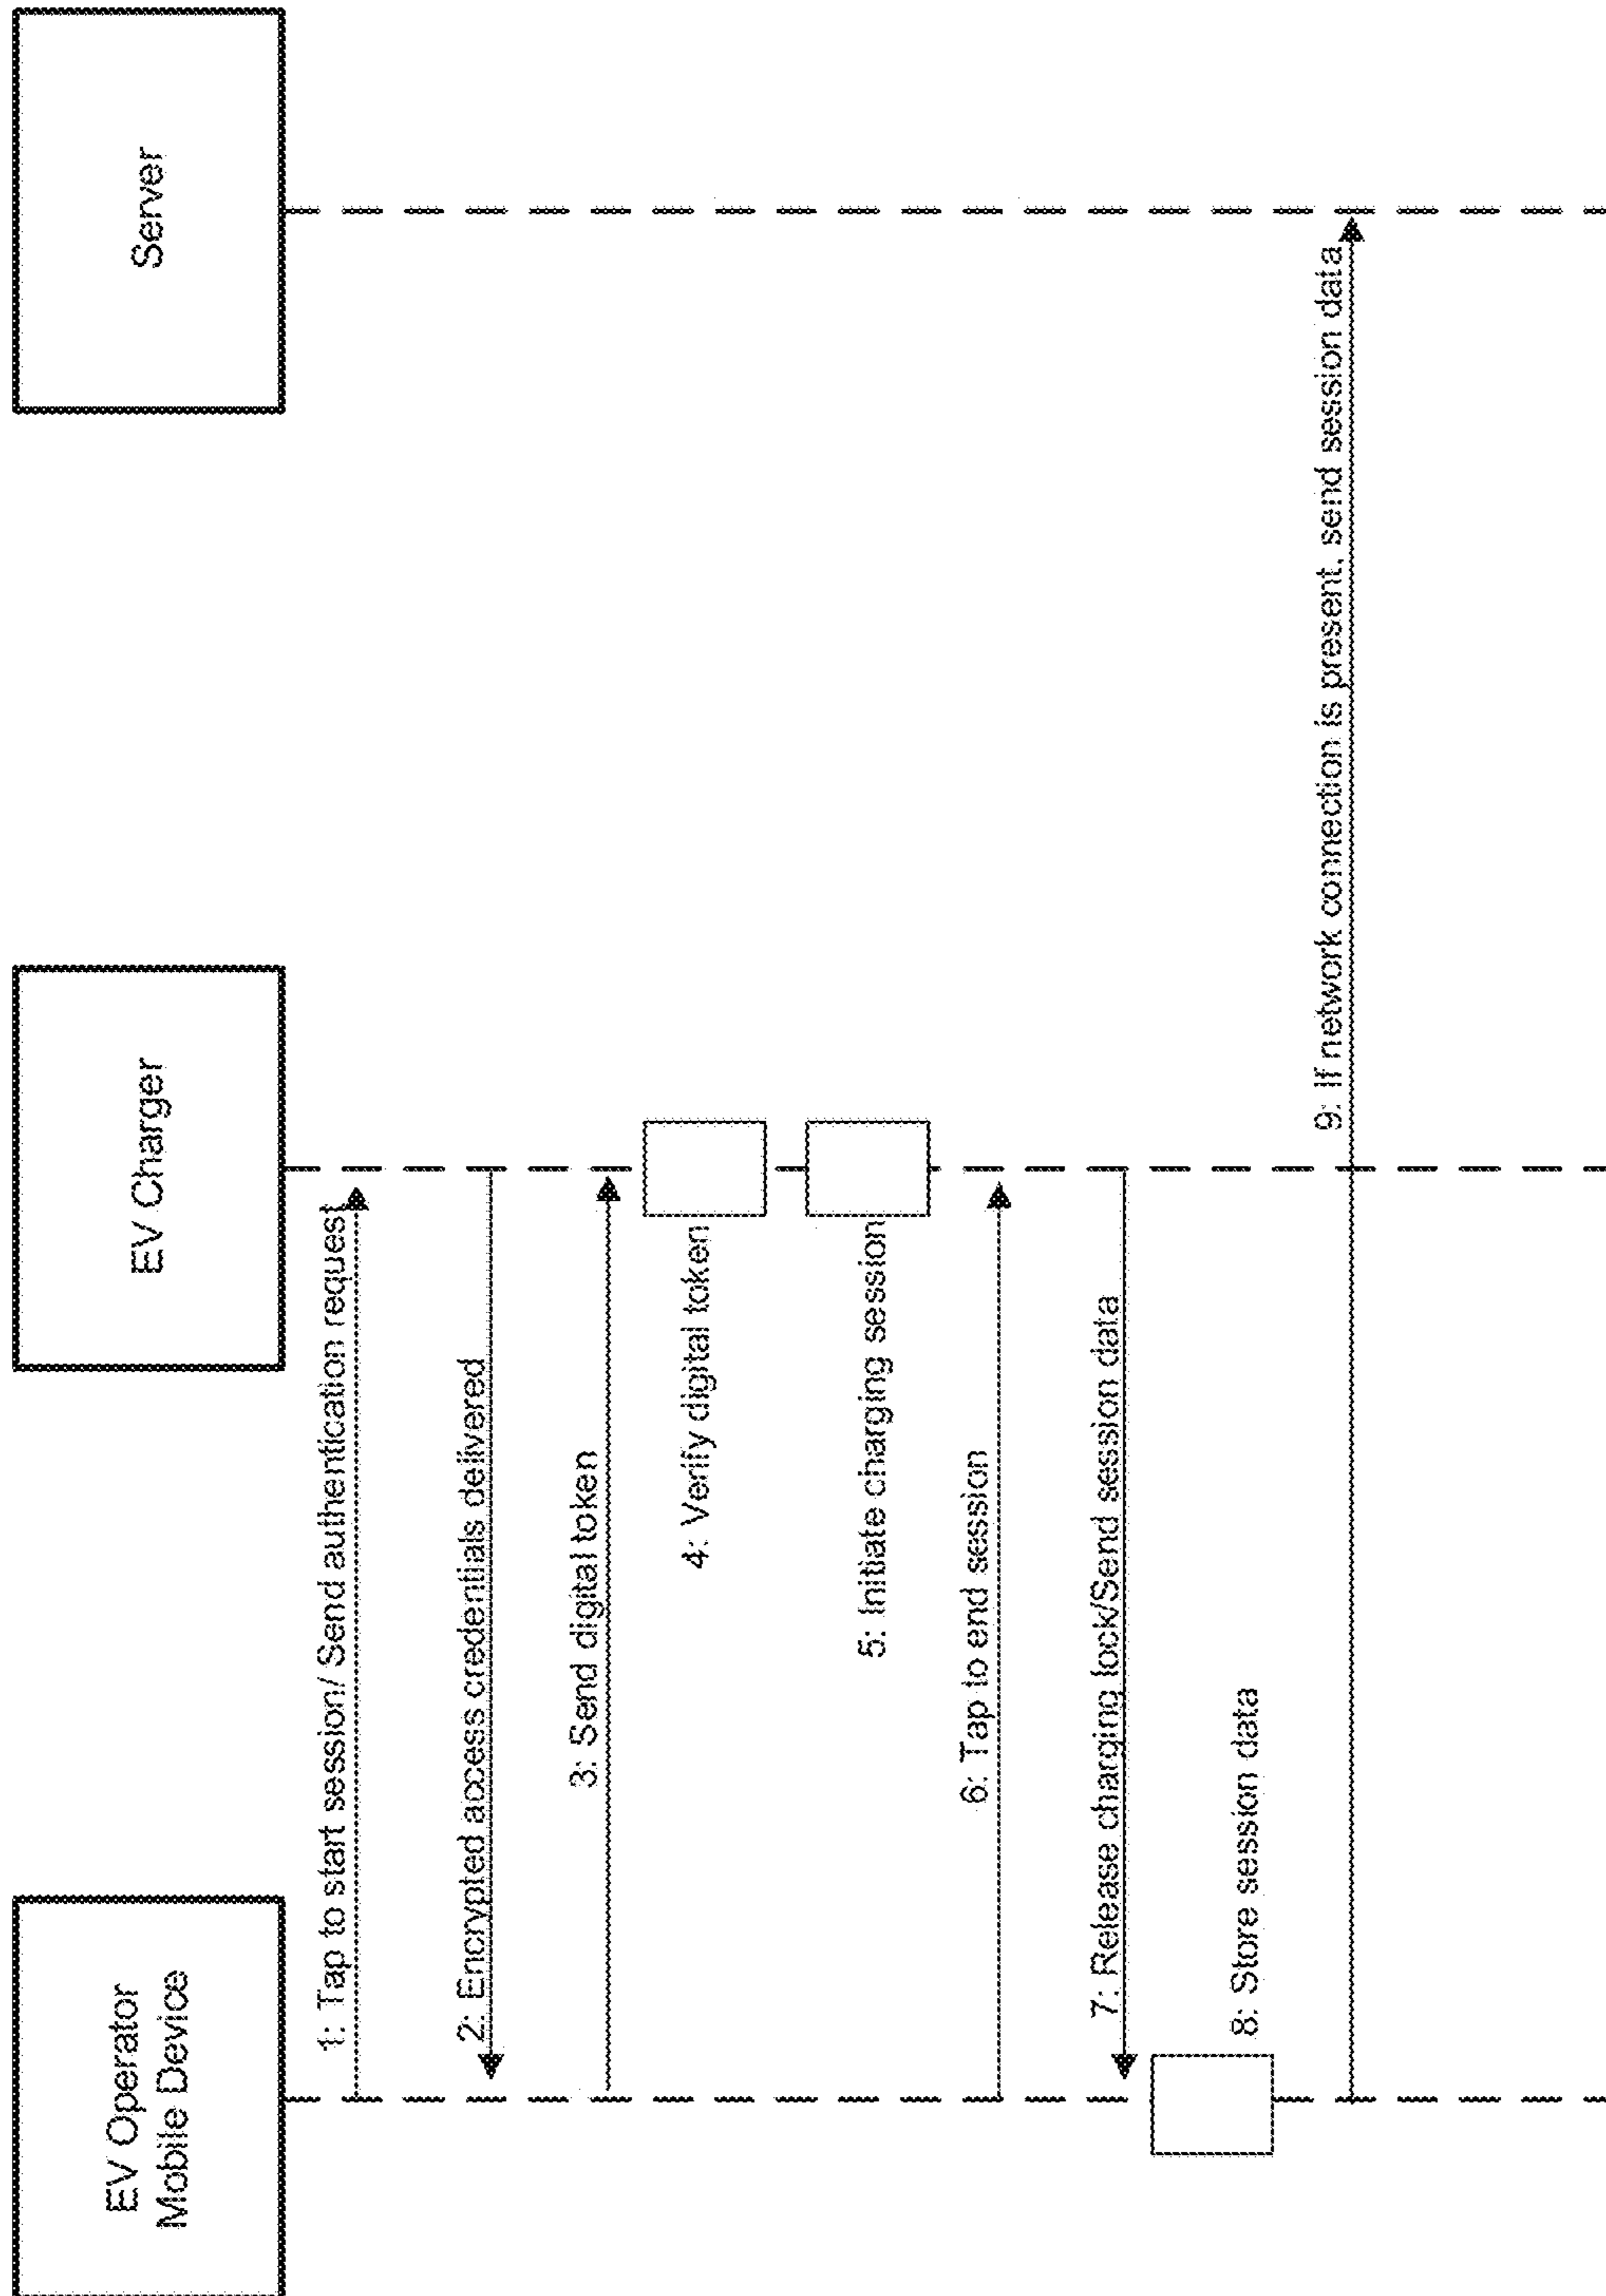 EV Operator
Mobile Device
EV Charger
Server
1: Tap to start session/ Send authentication request
2: Encrypted access credentials delivered
3: Send digital token
4: Verify digital token
5: Initiate charging session
6: Tap to end session
7: Release charging lock/Send session data
8: Store session data
9: If network connection is present, send session data